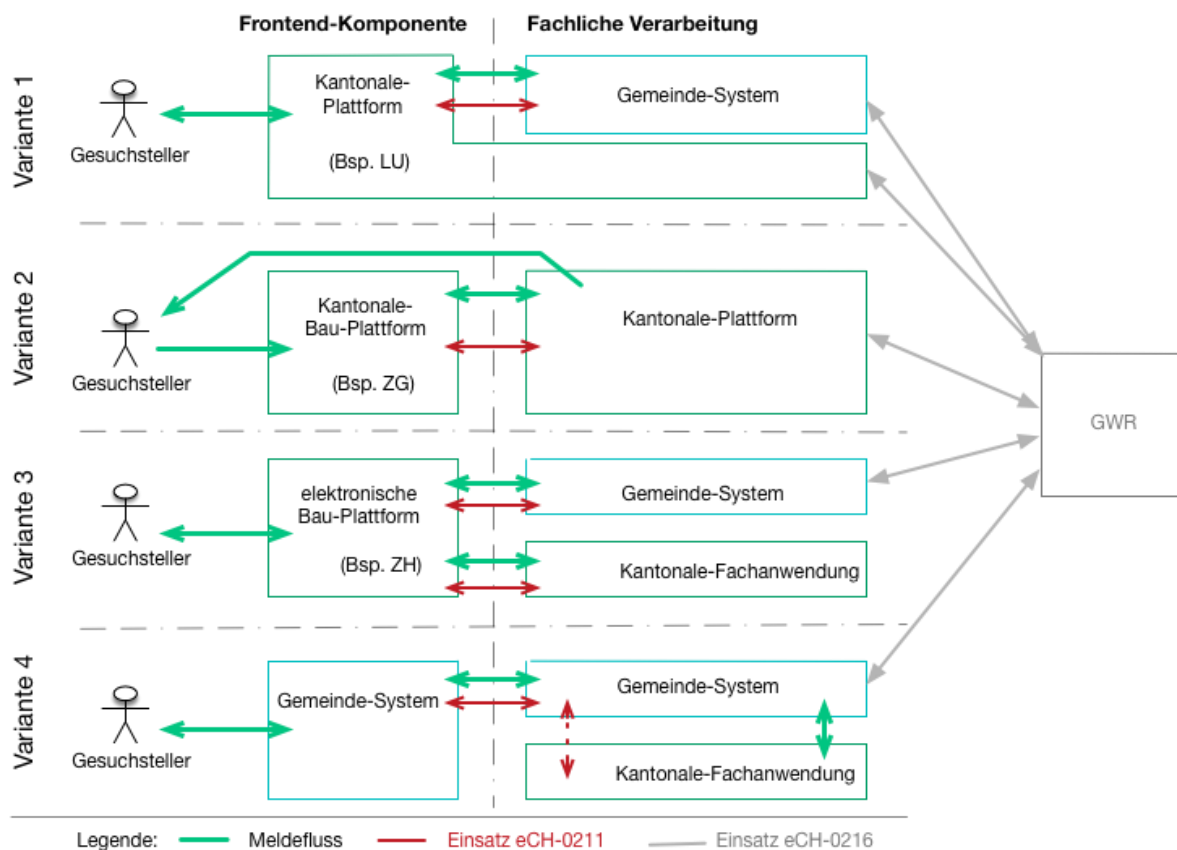 Frontend-Komponente
Fachliche Verarbeitung
Variante 1
Gesuchsteller
Kantonale-
Plattform
(Bsp. LU)
Gemeinde-System
Variante 2
Gesuchsteller
Kantonale-
Bau-Plattform
(Bsp. ZG)
Kantonale-Plattform
GWR
Variante 3
Gesuchsteller
elektronische
Bau-Plattform
(Bsp. ZH)
Gemeinde-System
Kantonale-Fachanwendung
Variante 4
Gesuchsteller
Gemeinde-System
Gemeinde-System
Kantonale-Fachanwendung
Legende: Meldefluss Einsatz eCH-0211 Einsatz eCH-0216